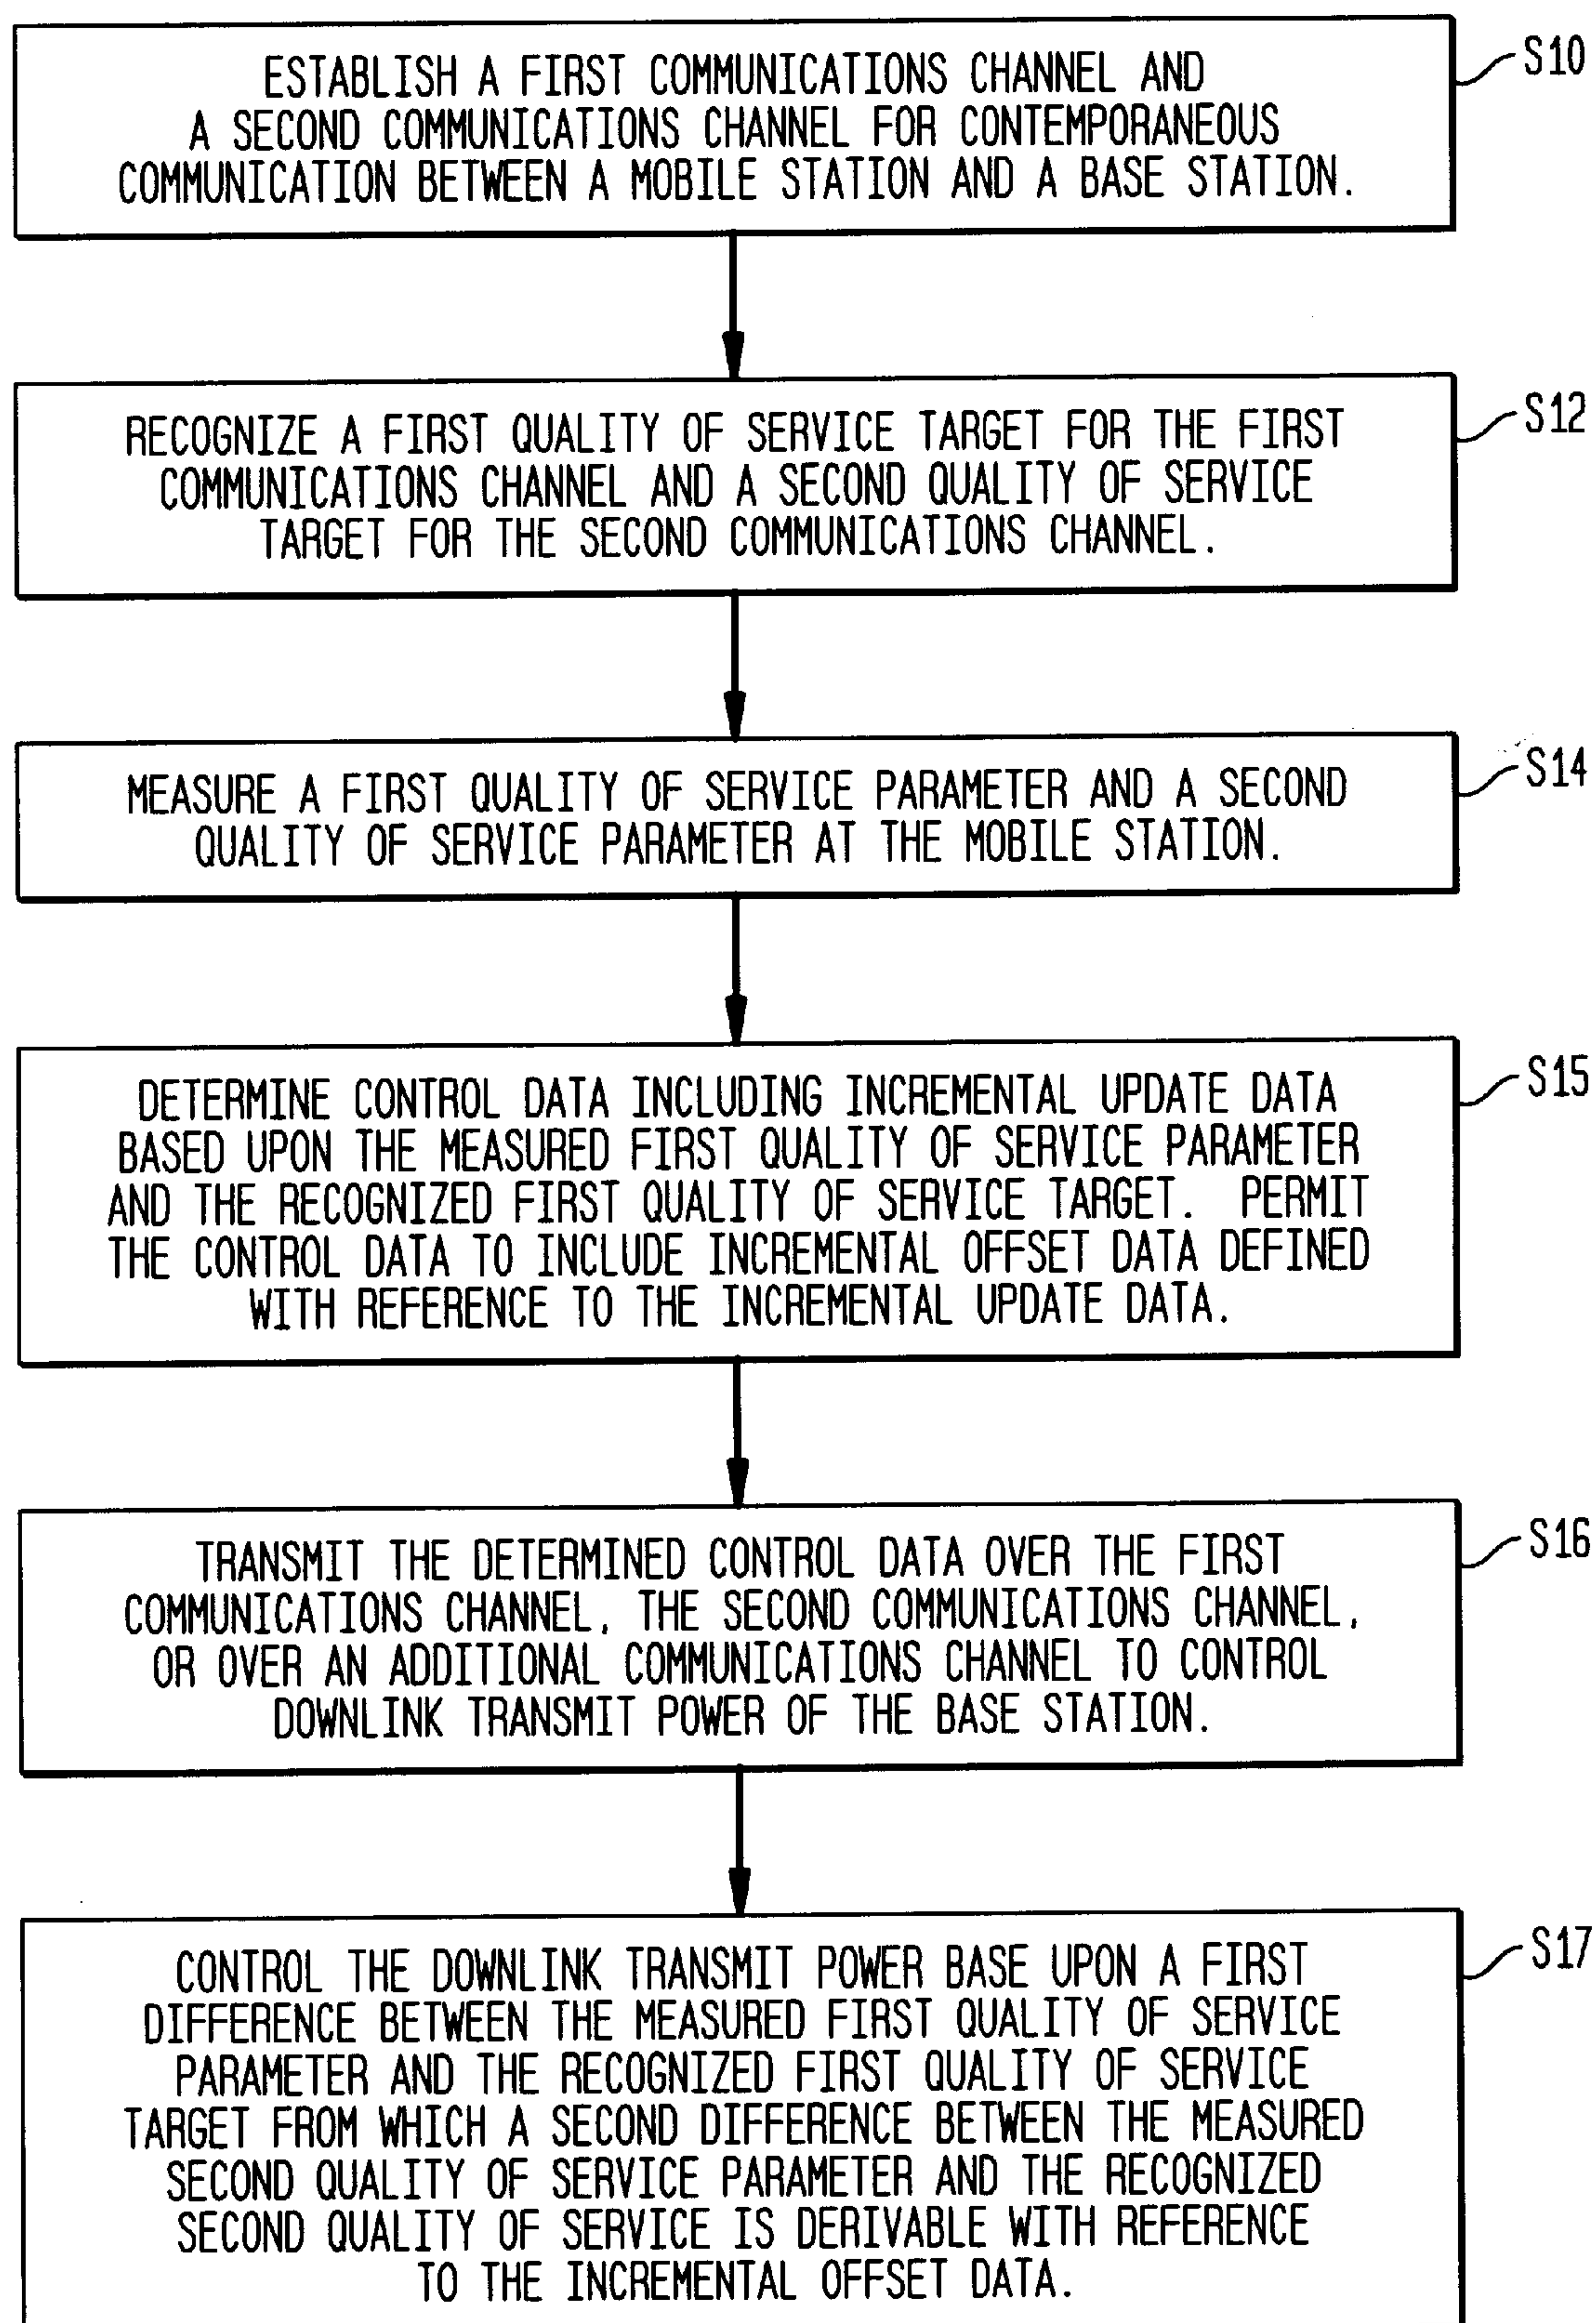 ESTABLISH A FIRST COMMUNICATIONS CHANNEL AND
A SECOND COMMUNICATIONS CHANNEL FOR CONTEMPORANEOUS
COMMUNICATION BETWEEN A MOBILE STATION AND A BASE STATION.
S10
RECOGNIZE A FIRST QUALITY OF SERVICE TARGET FOR THE FIRST
COMMUNICATIONS CHANNEL AND A SECOND QUALITY OF SERVICE
TARGET FOR THE SECOND COMMUNICATIONS CHANNEL.
S12
MEASURE A FIRST QUALITY OF SERVICE PARAMETER AND A SECOND
QUALITY OF SERVICE PARAMETER AT THE MOBILE STATION.
S14
DETERMINE CONTROL DATA INCLUDING INCREMENTAL UPDATE DATA
BASED UPON THE MEASURED FIRST QUALITY OF SERVICE PARAMETER
AND THE RECOGNIZED FIRST QUALITY OF SERVICE TARGET. PERMIT
THE CONTROL DATA TO INCLUDE INCREMENTAL OFFSET DATA DEFINED
WITH REFERENCE TO THE INCREMENTAL UPDATE DATA.
S15
TRANSMIT THE DETERMINED CONTROL DATA OVER THE FIRST
COMMUNICATIONS CHANNEL, THE SECOND COMMUNICATIONS CHANNEL,
OR OVER AN ADDITIONAL COMMUNICATIONS CHANNEL TO CONTROL
DOWNLINK TRANSMIT POWER OF THE BASE STATION.
S16
CONTROL THE DOWNLINK TRANSMIT POWER BASE UPON A FIRST
DIFFERENCE BETWEEN THE MEASURED FIRST QUALITY OF SERVICE
PARAMETER AND THE RECOGNIZED FIRST QUALITY OF SERVICE
TARGET FROM WHICH A SECOND DIFFERENCE BETWEEN THE MEASURED
SECOND QUALITY OF SERVICE PARAMETER AND THE RECOGNIZED
SECOND QUALITY OF SERVICE IS DERIVABLE WITH REFERENCE
TO THE INCREMENTAL OFFSET DATA.
S17